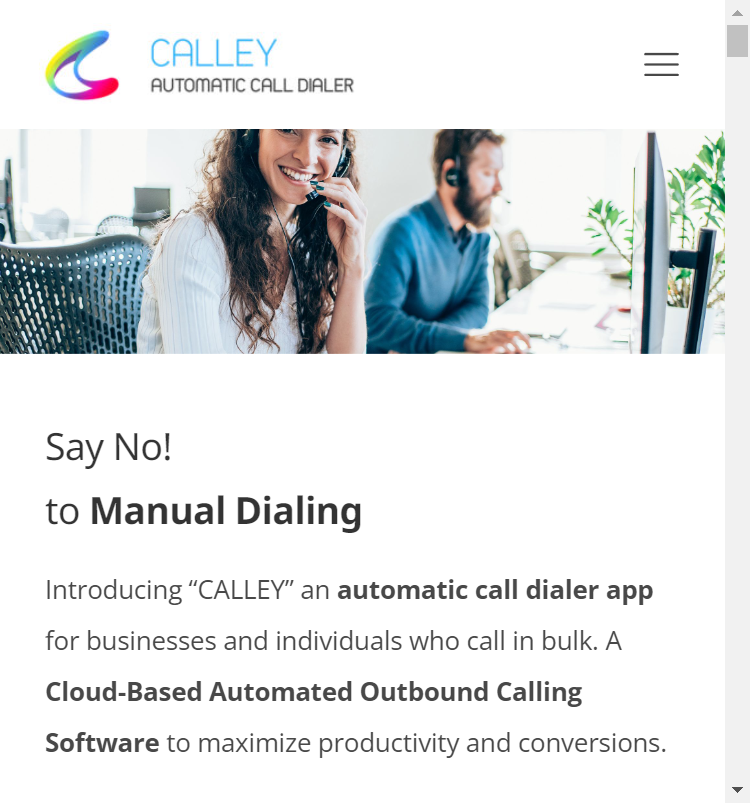 CALLEY
AUTOMATIC CALL DIALER
Say No!
to Manual Dialing
Introducing “CALLEY” an automatic call dialer app
for businesses and individuals who call in bulk. A
Cloud-Based Automated Outbound Calling
Software to maximize productivity and conversions.